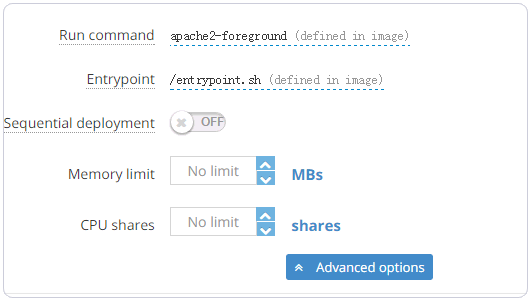 Run command apache2-foreground (defined in image)
Entrypoint /entrypoint.sh (defined in image)
Sequential deployment OFF
Memory limit No limit MBs
CPU shares No limit shares
Advanced options